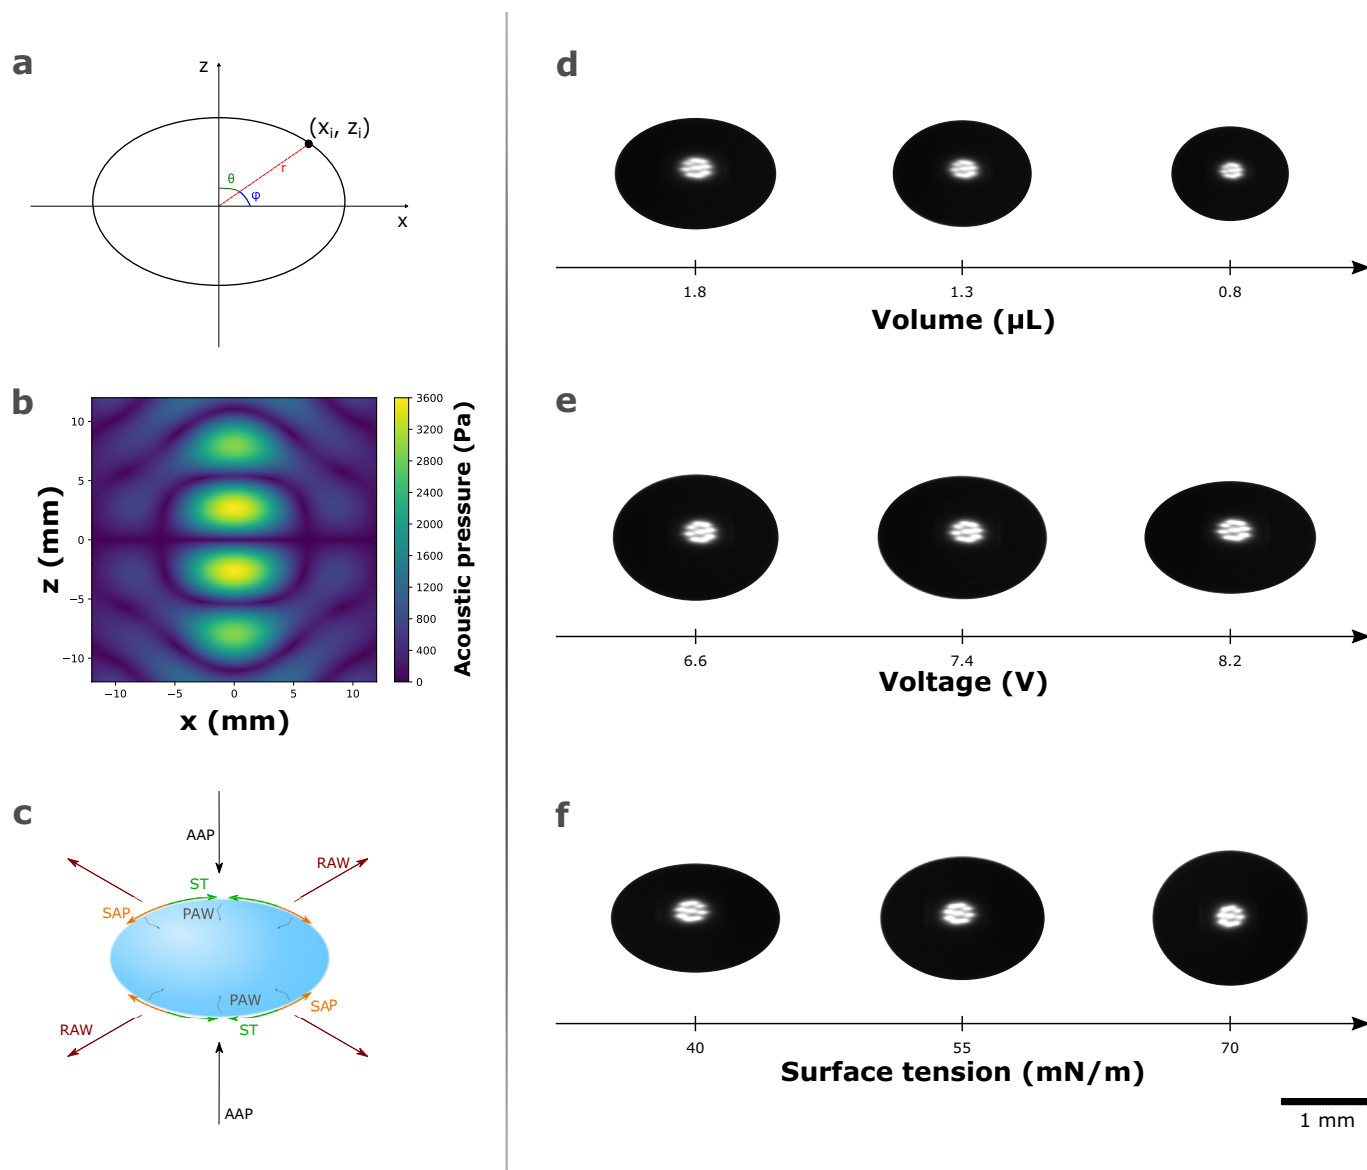 a
z
(xᵢ, zᵢ)
r
θ
φ
x
b
10
5
0
−5
−10
z (mm)
−10
−5
0
5
10
x (mm)
3600
3200
2800
2400
2000
1600
1200
800
400
0
Acoustic pressure (Pa)
c
AAP
RAW
ST
SAP
PAW
PAW
SAP
RAW
ST
AAP
d
1.8
1.3
0.8
Volume (µL)
e
6.6
7.4
8.2
Voltage (V)
f
40
55
70
Surface tension (mN/m)
1 mm